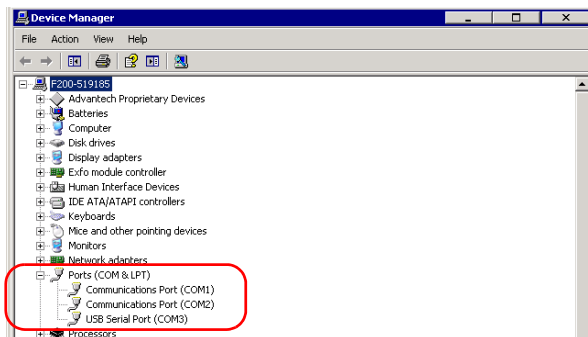 Device Manager
File Action View Help
F200-519185
Advantech Proprietary Devices
Batteries
Computer
Disk drives
Display adapters
Exfo module controller
Human Interface Devices
IDE ATA/ATAPI controllers
Keyboards
Mice and other pointing devices
Monitors
Network adapters
Ports (COM & LPT)
Communications Port (COM1)
Communications Port (COM2)
USB Serial Port (COM3)
Processors